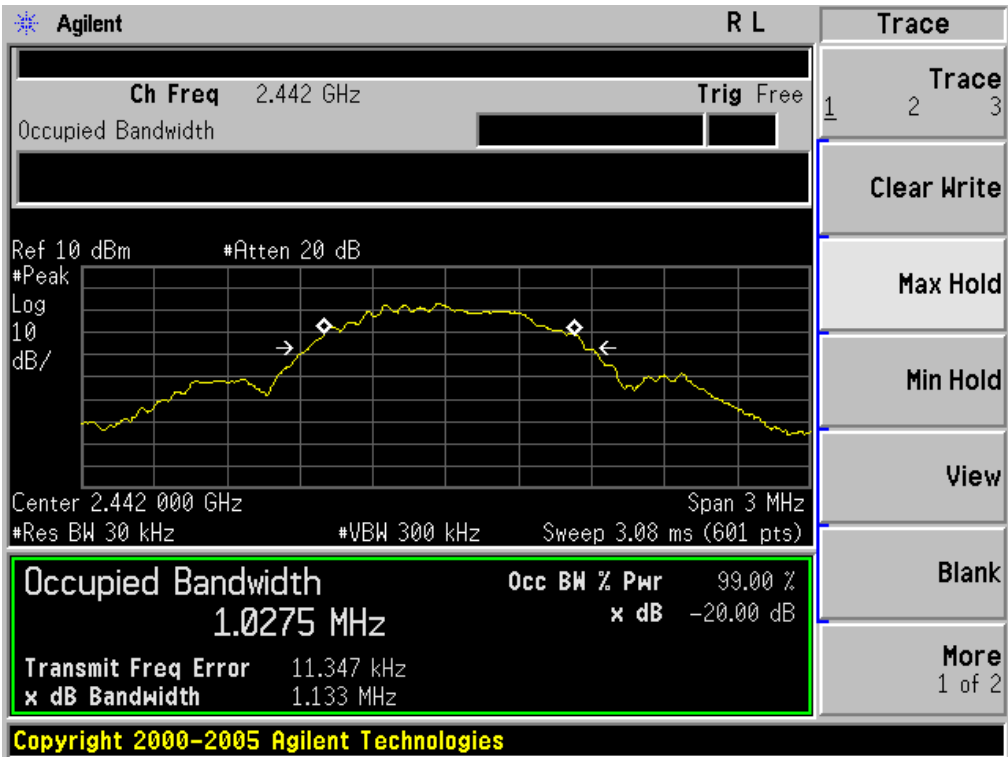 Agilent
R L
Trace
Ch Freq 2.442 GHz
Trig Free
Occupied Bandwidth
Trace
1 2 3
Clear Write
Max Hold
Min Hold
View
Blank
More
1 of 2
Ref 10 dBm #Atten 20 dB
#Peak
Log
10
dB/
Center 2.442 000 GHz
Span 3 MHz
#Res BW 30 kHz
#VBW 300 kHz
Sweep 3.08 ms (601 pts)
Occupied Bandwidth
1.0275 MHz
Occ BW % Pwr 99.00 %
x dB -20.00 dB
Transmit Freq Error 11.347 kHz
x dB Bandwidth 1.133 MHz
Copyright 2000-2005 Agilent Technologies